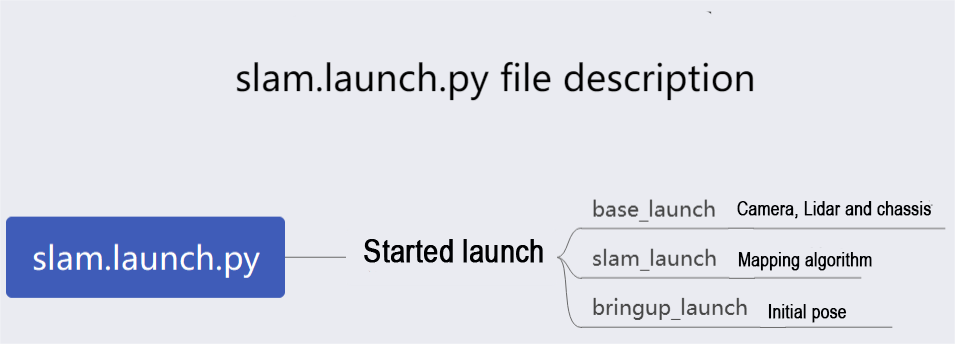 slam.launch.py file description
slam.launch.py
Started launch
base_launch Camera, Lidar and chassis
slam_launch Mapping algorithm
bringup_launch Initial pose